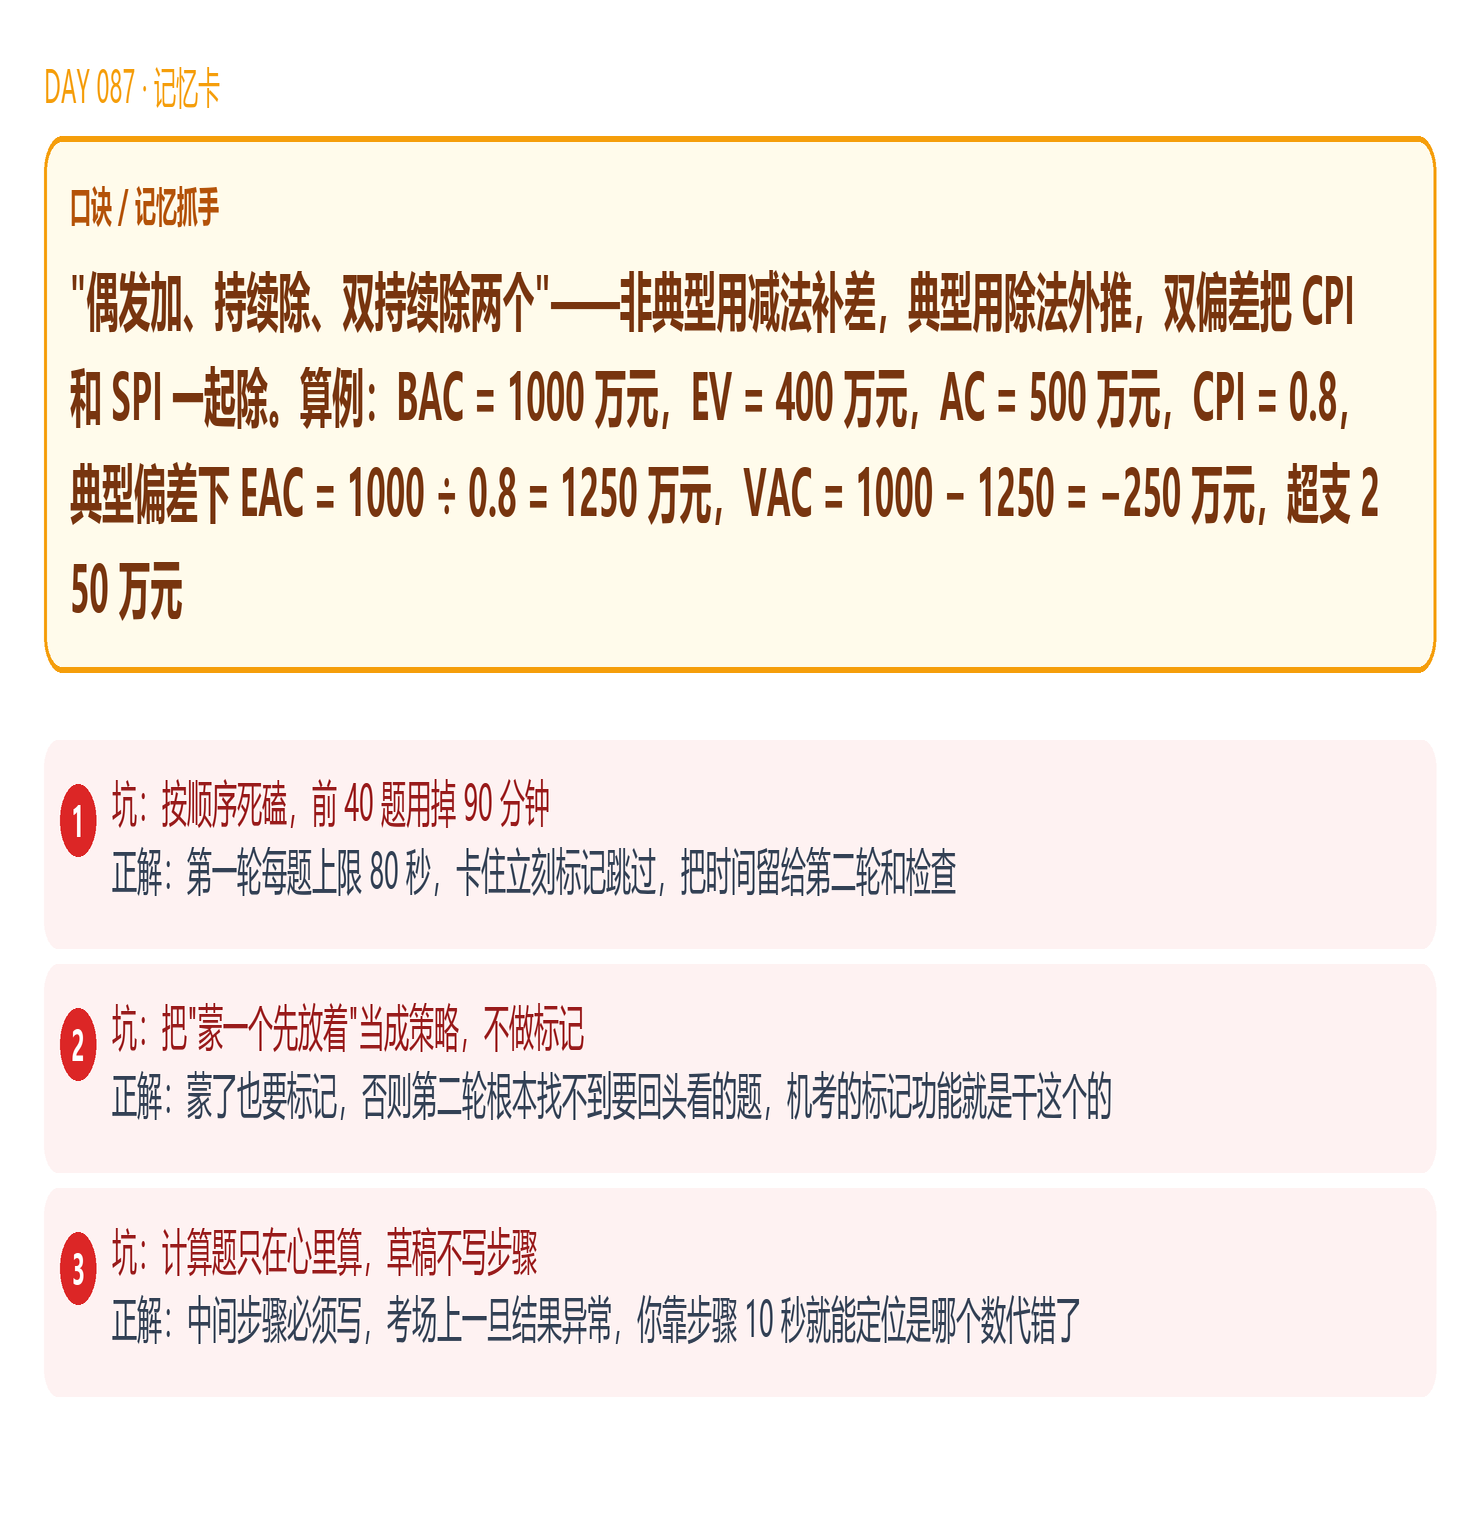 DAY 087 · 记忆卡
口诀 / 记忆抓手
"偶发加、持续除、双持续除两个"——非典型用减法补差，典型用除法外推，双偏差把 CPI
和 SPI 一起除。算例：BAC = 1000 万元，EV = 400 万元，AC = 500 万元，CPI = 0.8，
典型偏差下 EAC = 1000 ÷ 0.8 = 1250 万元，VAC = 1000 − 1250 = −250 万元，超支 2
50 万元
1
坑：按顺序死磕，前 40 题用掉 90 分钟
正解：第一轮每题上限 80 秒，卡住立刻标记跳过，把时间留给第二轮和检查
2
坑：把"蒙一个先放着"当成策略，不做标记
正解：蒙了也要标记，否则第二轮根本找不到要回头看的题，机考的标记功能就是干这个的
3
坑：计算题只在心里算，草稿不写步骤
正解：中间步骤必须写，考场上一旦结果异常，你靠步骤 10 秒就能定位是哪个数代错了